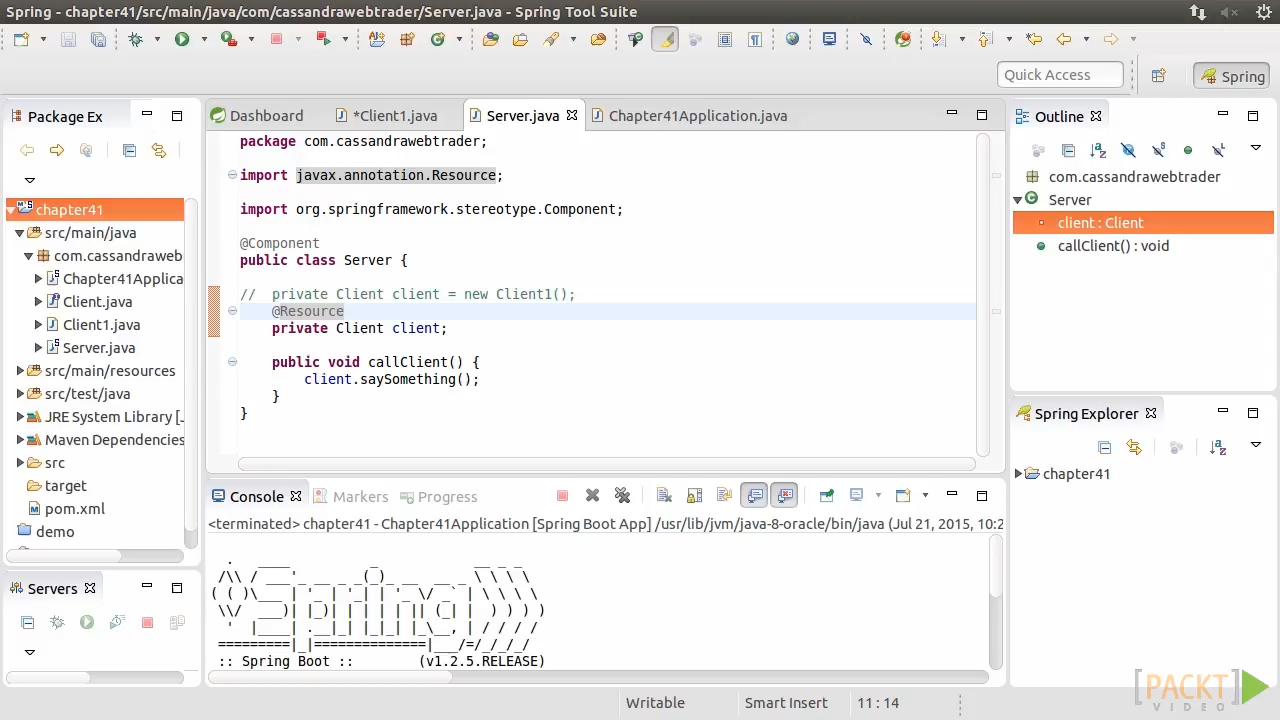 Spring - chapter41/src/main/java/com/cassandrawebtrader/Server.java - Spring Tool Suite
Quick Access
Spring
Package Ex
chapter41
src/main/java
com.cassandraweb
Chapter41Applica
Client.java
Client1.java
Server.java
src/main/resources
src/test/java
JRE System Library [J
Maven Dependencies
src
target
pom.xml
demo
Servers
Dashboard
*Client1.java
Server.java
Chapter41Application.java
package com.cassandrawebtrader;
import javax.annotation.Resource;
import org.springframework.stereotype.Component;
@Component
public class Server {
//  private Client client = new Client1();
@Resource
private Client client;
public void callClient() {
client.saySomething();
}
}
Console
Markers
Progress
<terminated> chapter41 - Chapter41Application [Spring Boot App] /usr/lib/jvm/java-8-oracle/bin/java (Jul 21, 2015, 10:2
:: Spring Boot ::        (v1.2.5.RELEASE)
Outline
com.cassandrawebtrader
Server
client : Client
callClient() : void
Spring Explorer
chapter41
Writable
Smart Insert
11 : 14
PACKT
VIDEO